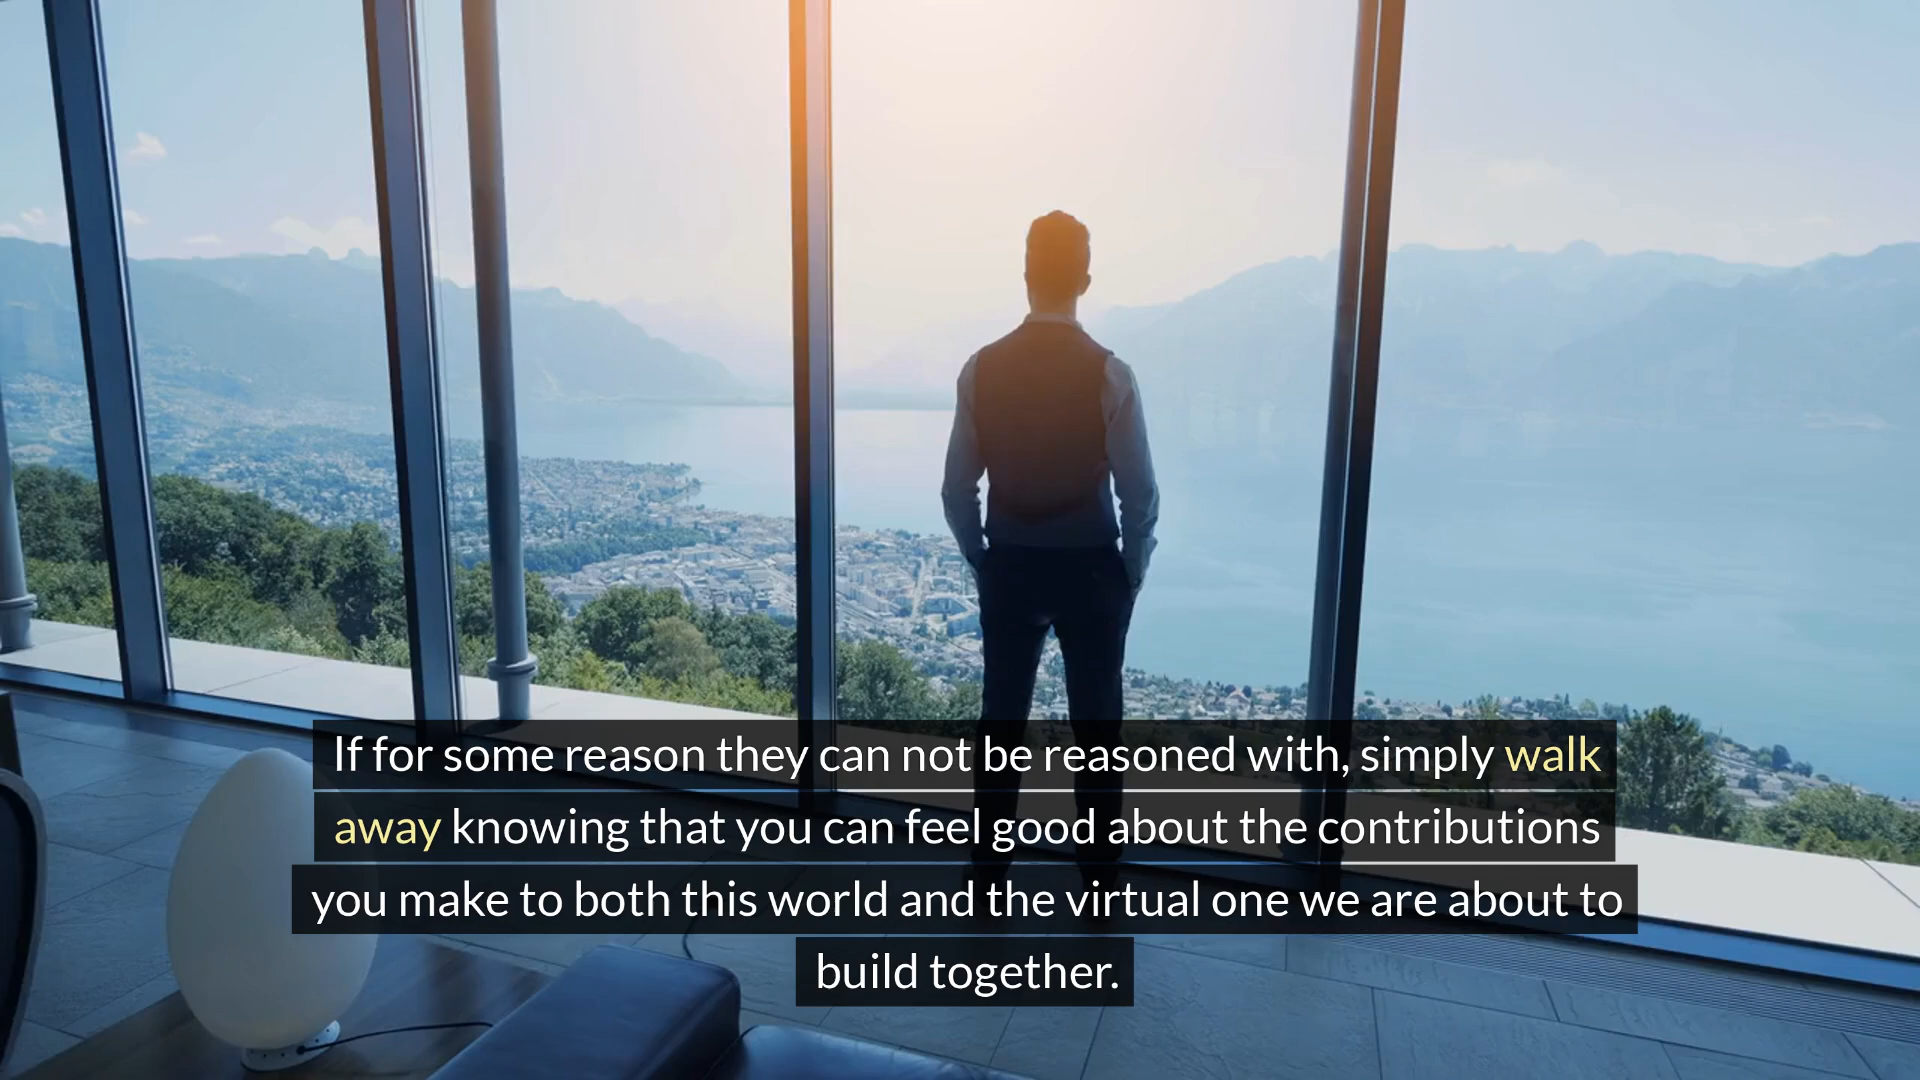 If for some reason they can not be reasoned with, simply walk
away knowing that you can feel good about the contributions
you make to both this world and the virtual one we are about to
build together.